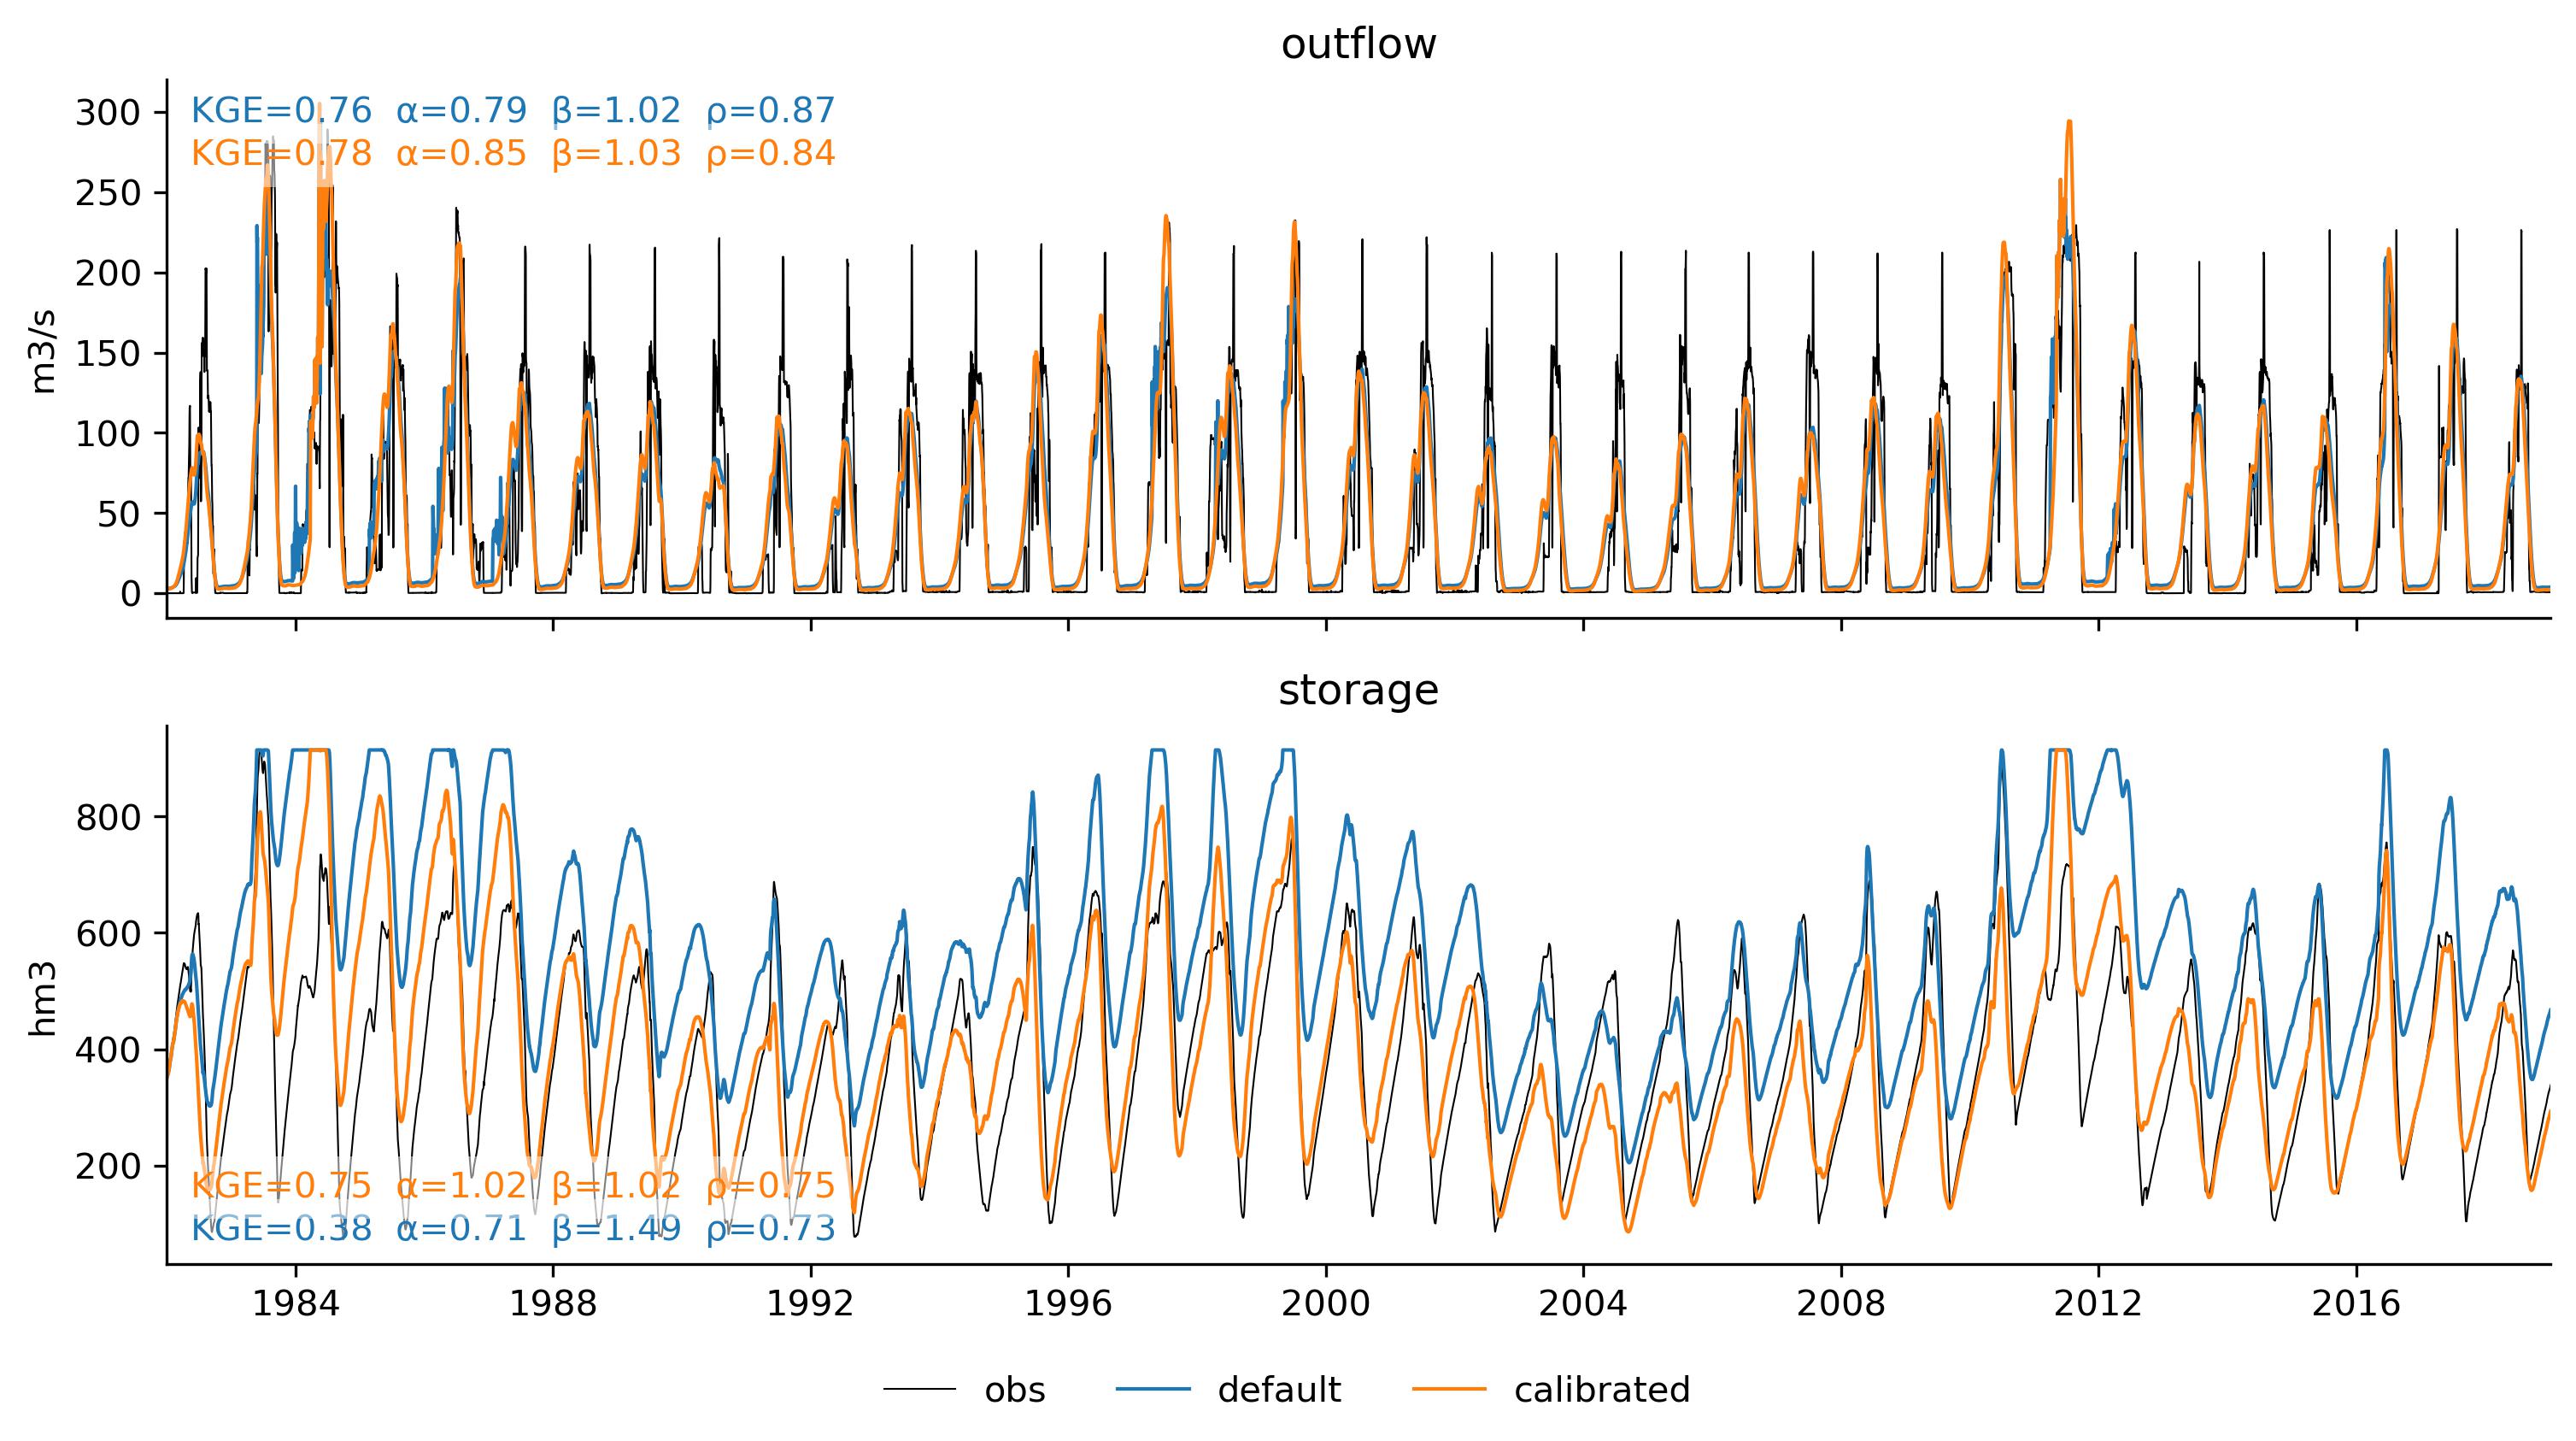 outflow
KGE=0.76 α=0.79 β=1.02 ρ=0.87
KGE=0.78 α=0.85 β=1.03 ρ=0.84
300
250
200
150
100
50
0
m3/s
storage
800
600
400
200
hm3
KGE=0.75 α=1.02 β=1.02 ρ=0.75
KGE=0.38 α=0.71 β=1.49 ρ=0.73
1984 1988 1992 1996 2000 2004 2008 2012 2016
obs default calibrated